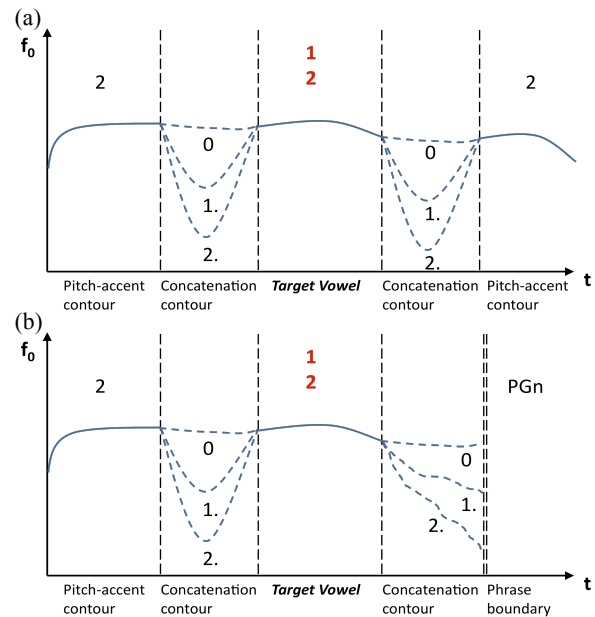 (a)
f0
2
1
2
2
0
0
1.
1.
2.
2.
t
Pitch-accent contour
Concatenation contour
Target Vowel
Concatenation contour
Pitch-accent contour
(b)
f0
2
1
2
PGn
0
0
1.
1.
2.
2.
t
Pitch-accent contour
Concatenation contour
Target Vowel
Concatenation contour
Phrase boundary